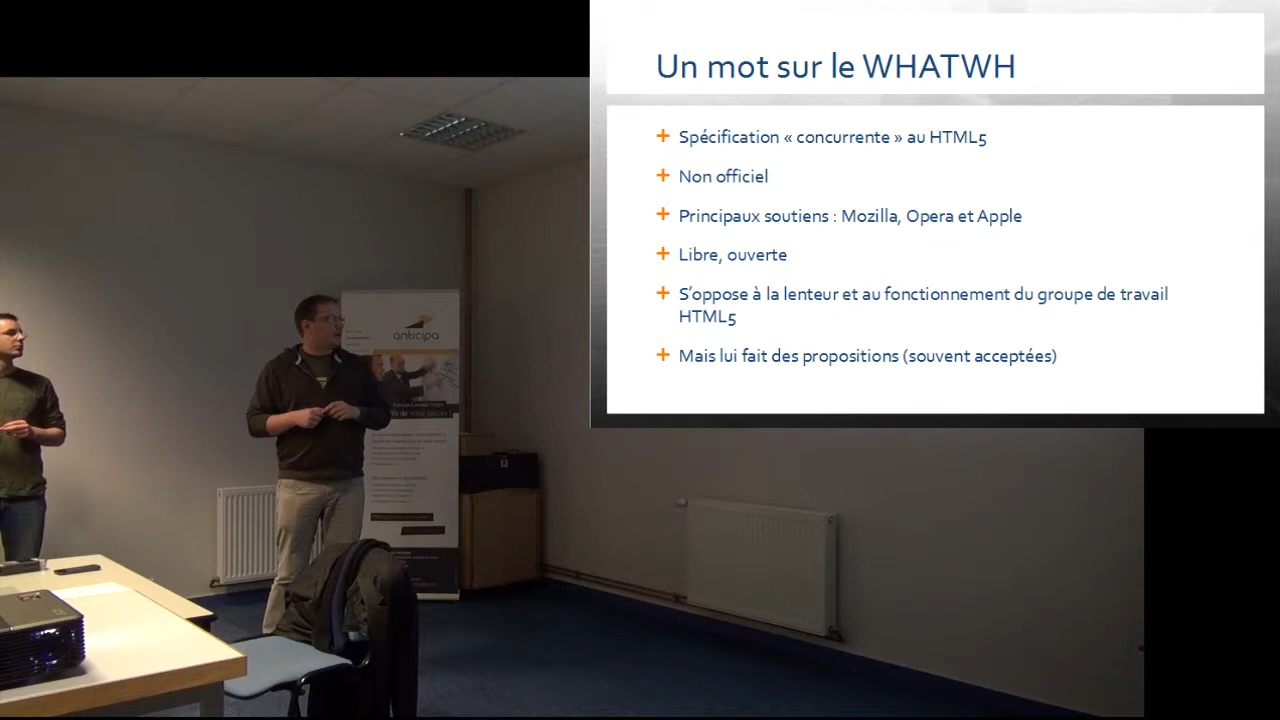 Un mot sur le WHATWH
+ Spécification « concurrente » au HTML5
+ Non officiel
+ Principaux soutiens : Mozilla, Opera et Apple
+ Libre, ouverte
+ S'oppose à la lenteur et au fonctionnement du groupe de travail
HTML5
+ Mais lui fait des propositions (souvent acceptées)
anticipa